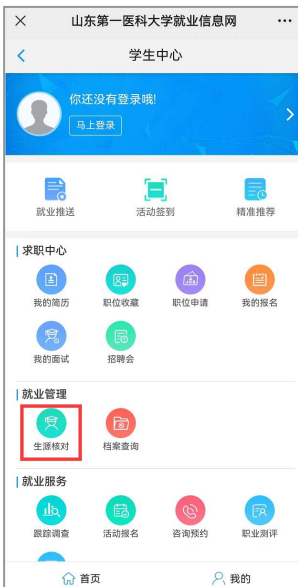 山东第一医科大学就业信息网
学生中心
你还没有登录哦!
马上登录
就业推送 活动签到 精准推荐
求职中心
我的简历 职位收藏 职位申请 我的报名
我的面试 招聘会
就业管理
生源核对 档案查询
就业服务
跟踪调查 活动报名 咨询预约 职业测评
首页 我的